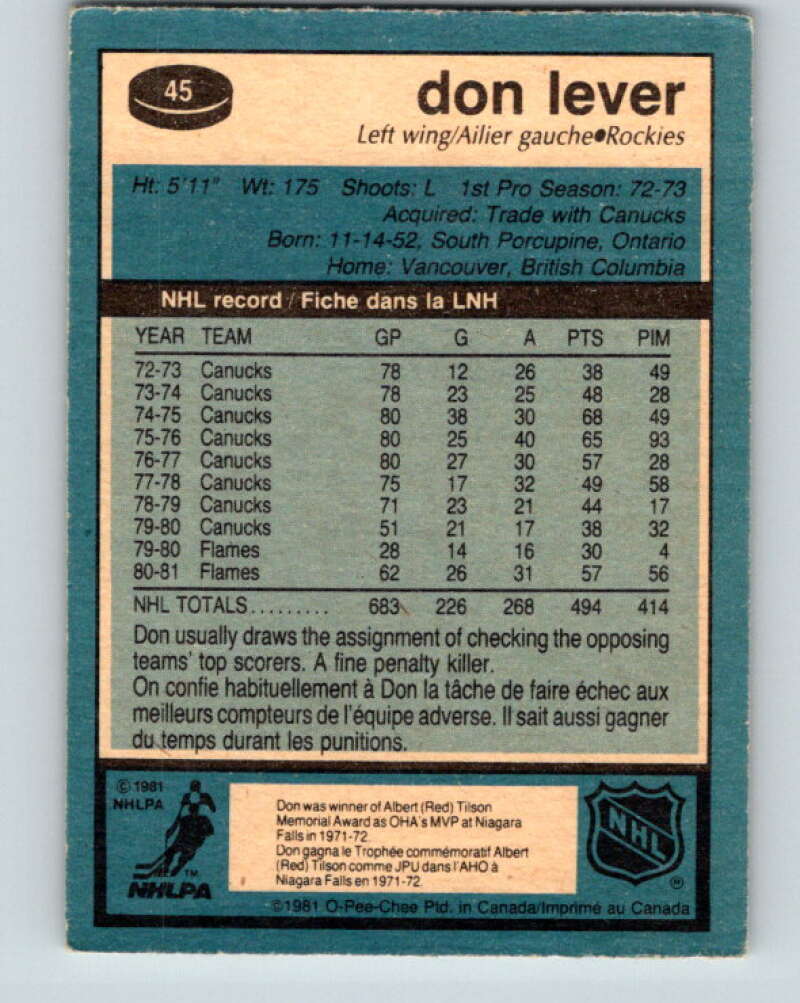 45
don lever
Left wing/Ailier gauche●Rockies
Ht: 5'11" Wt: 175 Shoots: L 1st Pro Season: 72-73
Acquired: Trade with Canucks
Born: 11-14-52, South Porcupine, Ontario
Home: Vancouver, British Columbia
NHL record / Fiche dans la LNH
YEAR TEAM GP G A PTS PIM
72-73 Canucks 78 12 26 38 49
73-74 Canucks 78 23 25 48 28
74-75 Canucks 80 38 30 68 49
75-76 Canucks 80 25 40 65 93
76-77 Canucks 80 27 30 57 28
77-78 Canucks 75 17 32 49 58
78-79 Canucks 71 23 21 44 17
79-80 Canucks 51 21 17 38 32
79-80 Flames 28 14 16 30 4
80-81 Flames 62 26 31 57 56
NHL TOTALS......... 683 226 268 494 414
Don usually draws the assignment of checking the opposing
teams' top scorers. A fine penalty killer.
On confie habituellement à Don la tâche de faire échec aux
meilleurs compteurs de l'équipe adverse. Il sait aussi gagner
du temps durant les punitions.
© 1981
NHLPA
TM
NHLPA
Don was winner of Albert (Red) Tilson
Memorial Award as OHA's MVP at Niagara
Falls in 1971-72.
Don gagna le Trophée commémoratif Albert
(Red) Tilson comme JPU dans l'AHO à
Niagara Falls en 1971-72.
NHL
©1981 O-Pee-Chee Ptd. in Canada/Imprimé au Canada